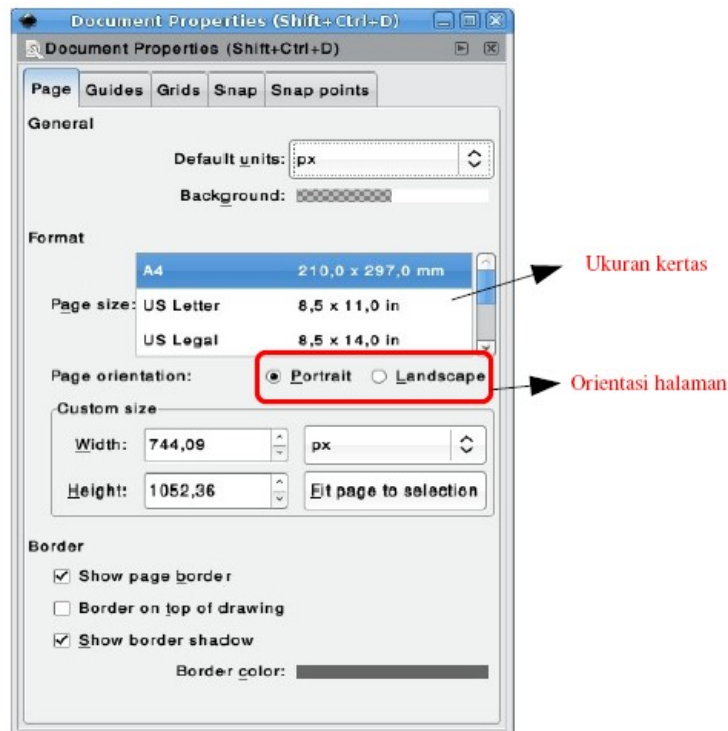 Document Properties (Shift+Ctrl+D)
Document Properties (Shift+Ctrl+D)
Page Guides Grids Snap Snap points
General
Default units: px
Background:
Format
A4 210,0 x 297,0 mm
Ukuran kertas
Page size: US Letter 8,5 x 11,0 in
US Legal 8,5 x 14,0 in
Page orientation: Portrait Landscape
Orientasi halaman
Custom size
Width: 744,09 px
Height: 1052,36 Fit page to selection
Border
Show page border
Border on top of drawing
Show border shadow
Border color: